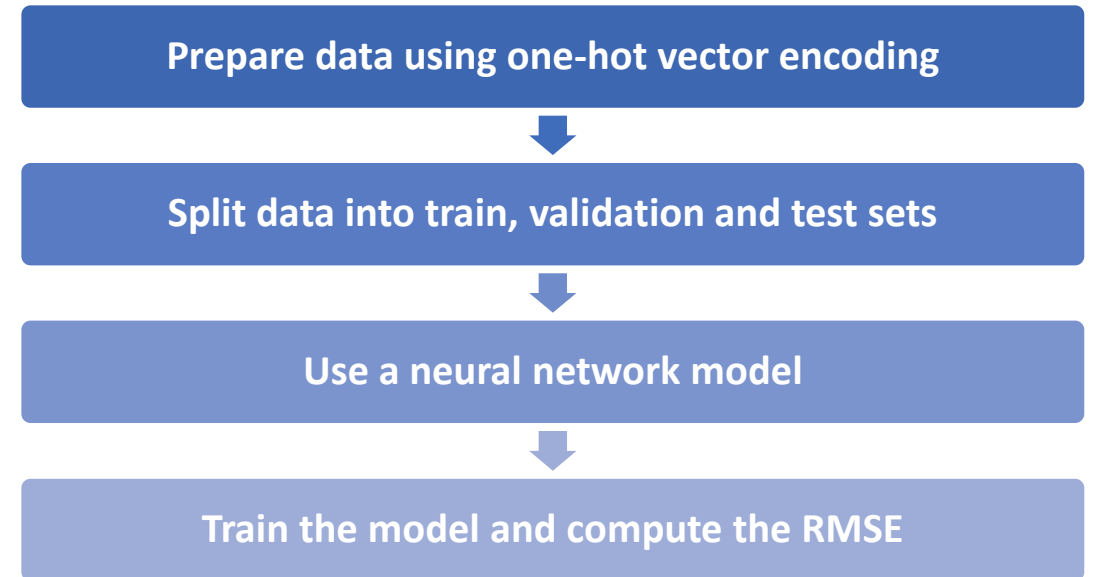 Prepare data using one-hot vector encoding
Split data into train, validation and test sets
Use a neural network model
Train the model and compute the RMSE